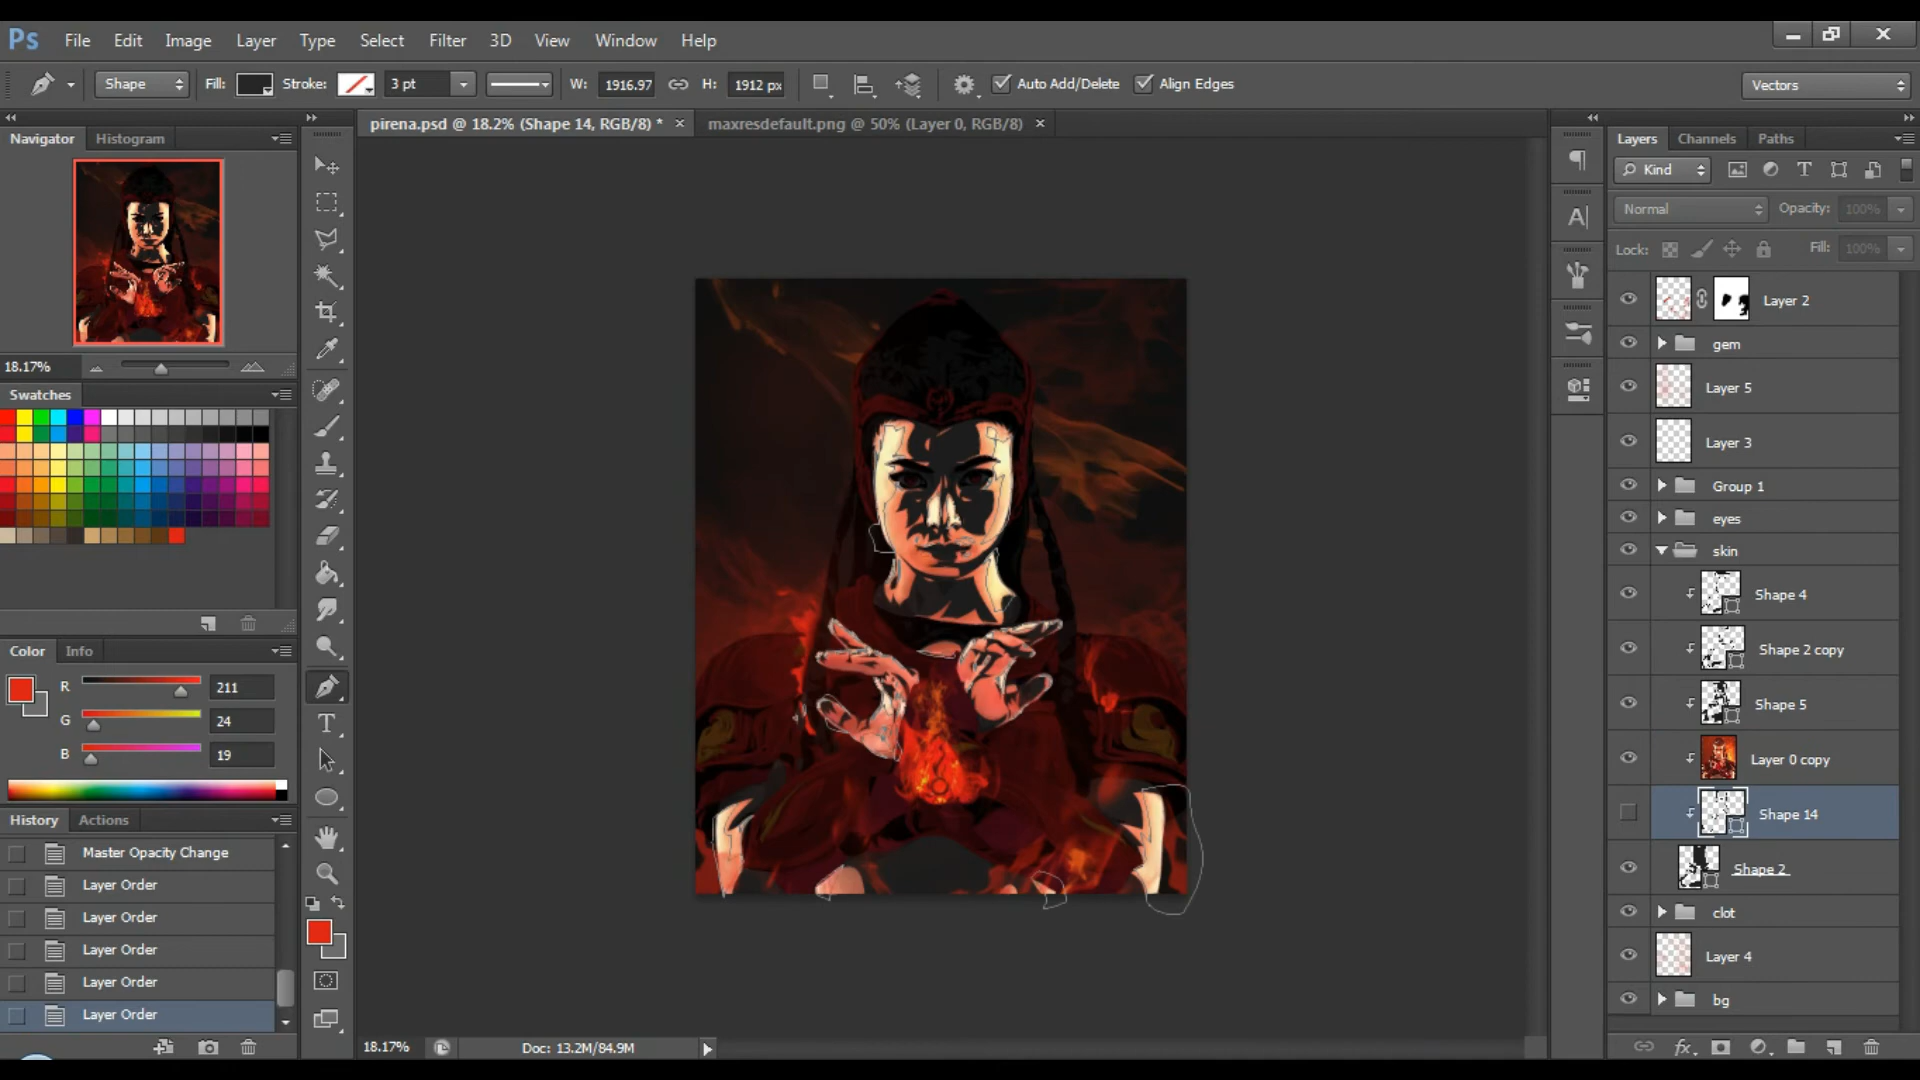 Ps File Edit Image Layer Type Select Filter 3D View Window Help
Shape Fill: Stroke: 3 pt W: 1916.97 H: 1912 px Auto Add/Delete Align Edges Vectors
Navigator Histogram
pirena.psd @ 18.2% (Shape 14, RGB/8) * × maxresdefault.png @ 50% (Layer 0, RGB/8) ×
18.17%
Swatches
Color Info
R 211
G 24
B 19
History Actions
Master Opacity Change
Layer Order
Layer Order
Layer Order
Layer Order
Layer Order
T
18.17% Doc: 13.2M/84.9M
A
Layers Channels Paths
Kind T
Normal Opacity: 100%
Lock: Fill: 100%
Layer 2
gem
Layer 5
Layer 3
Group 1
eyes
skin
Shape 4
Shape 2 copy
Shape 5
Layer 0 copy
Shape 14
Shape 2
clot
Layer 4
bg
fx